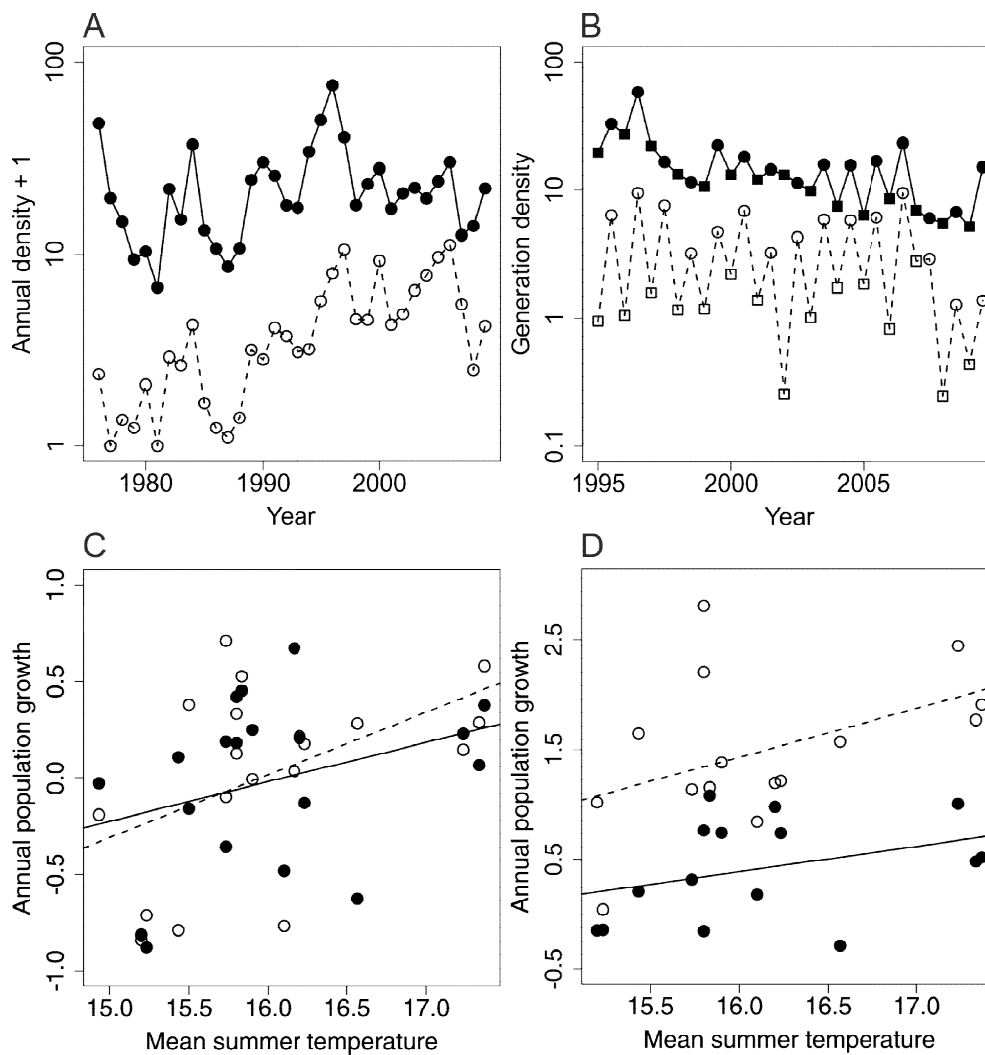 A
Annual density + 1
100
10
1
1980
1990
2000
Year
B
Generation density
100
10
1
0.1
1995
2000
2005
Year
C
Annual population growth
1.0
0.5
0.0
-0.5
-1.0
15.0
15.5
16.0
16.5
17.0
Mean summer temperature
D
Annual population growth
2.5
1.5
0.5
-0.5
15.5
16.0
16.5
17.0
Mean summer temperature